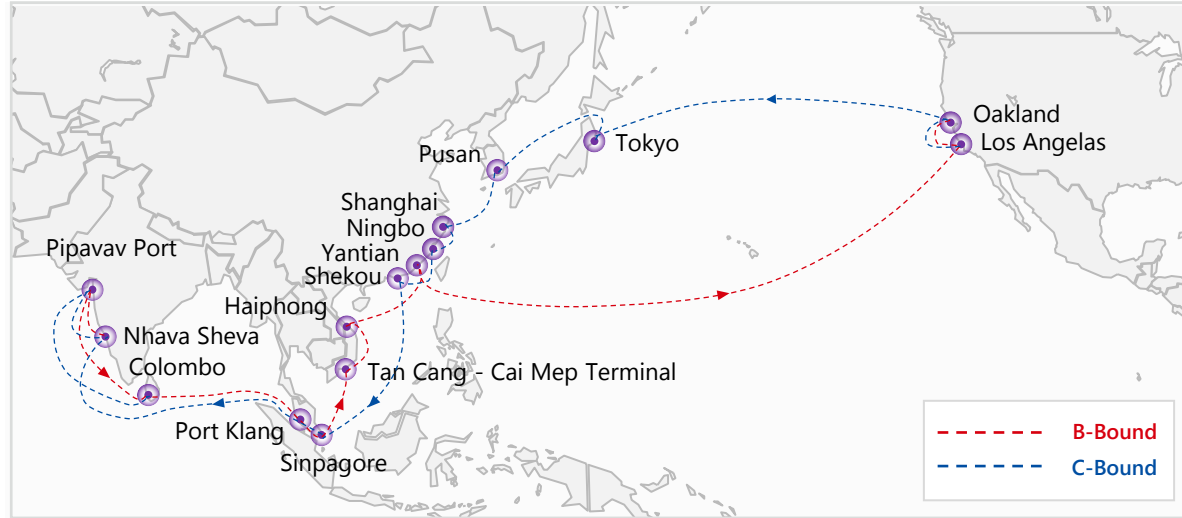 Oakland
Los Angelas
Tokyo
Pusan
Shanghai
Ningbo
Yantian
Shekou
Pipavav Port
Haiphong
Nhava Sheva
Colombo
Tan Cang - Cai Mep Terminal
Port Klang
Sinpagore
B-Bound
C-Bound